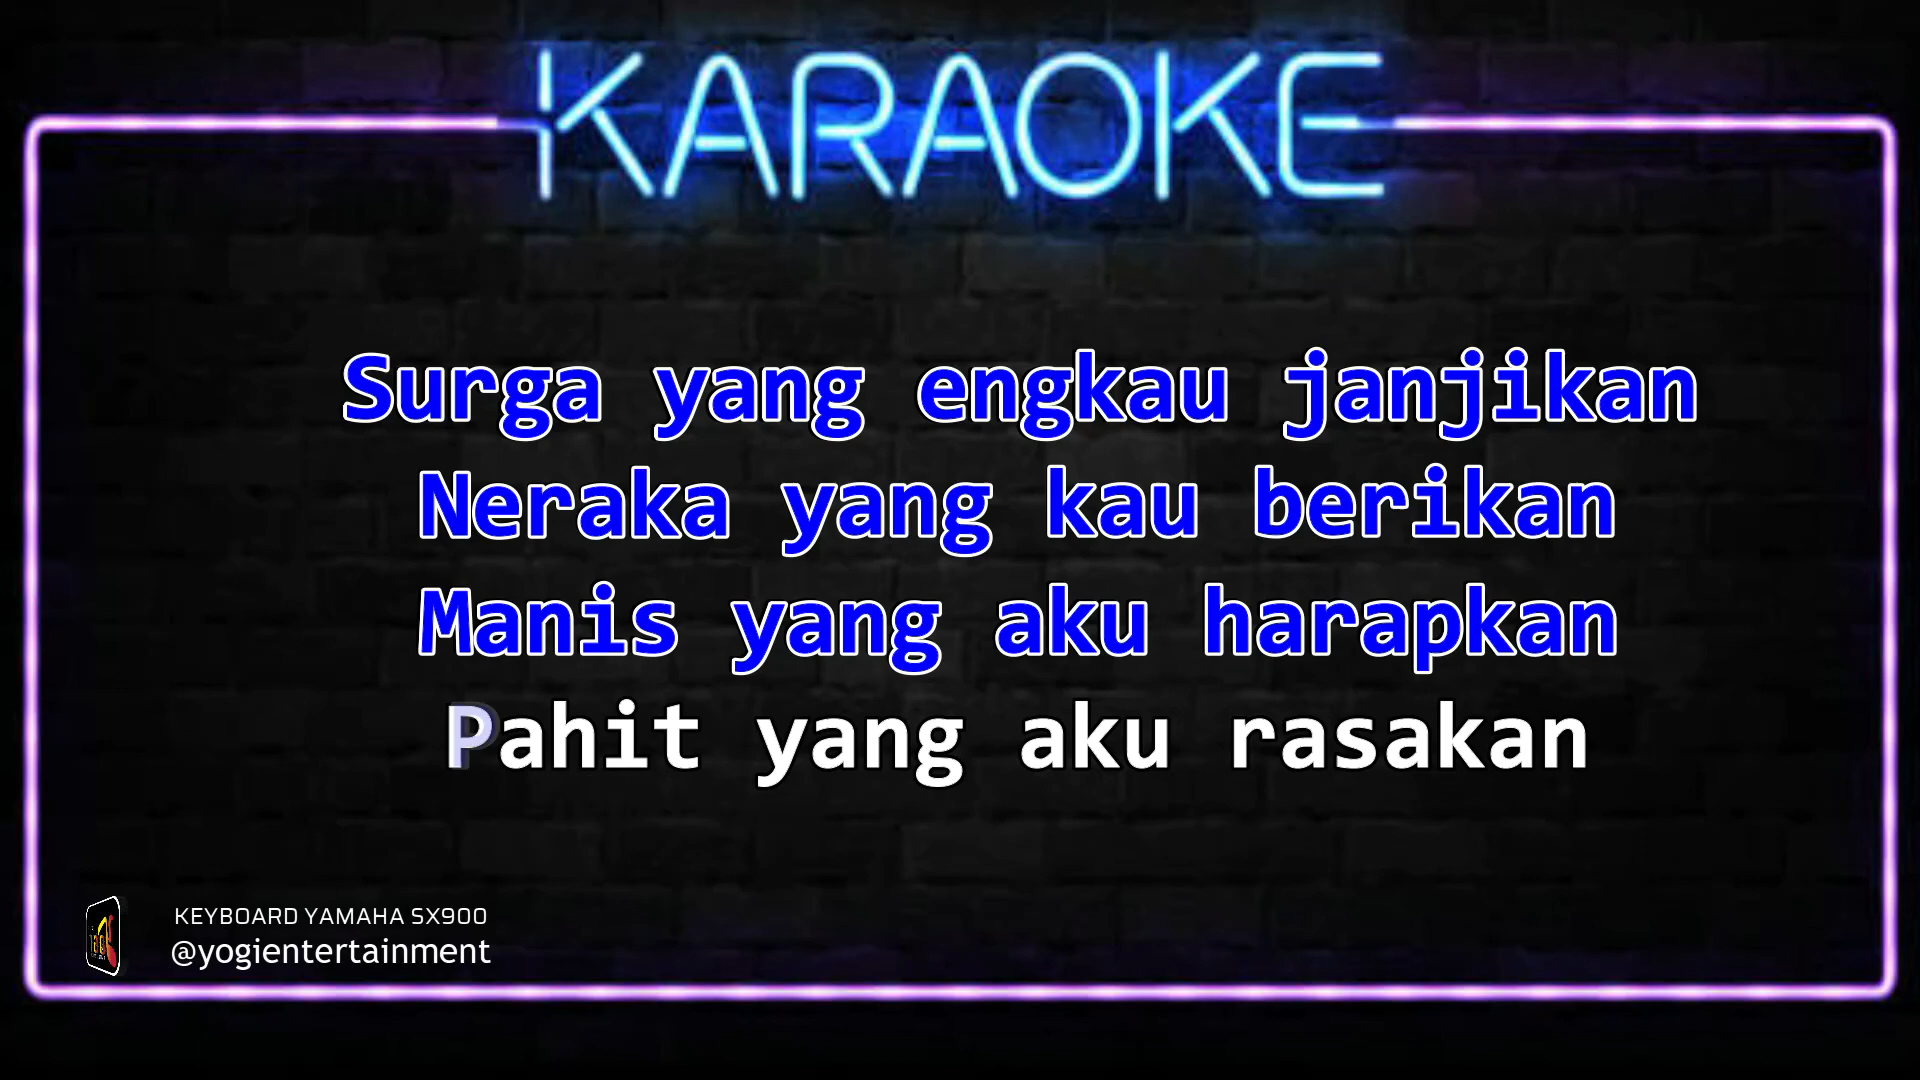 KARAOKE
Surga yang engkau janjikan
Neraka yang kau berikan
Manis yang aku harapkan
Pahit yang aku rasakan
KEYBOARD YAMAHA SX900
@yogientertainment